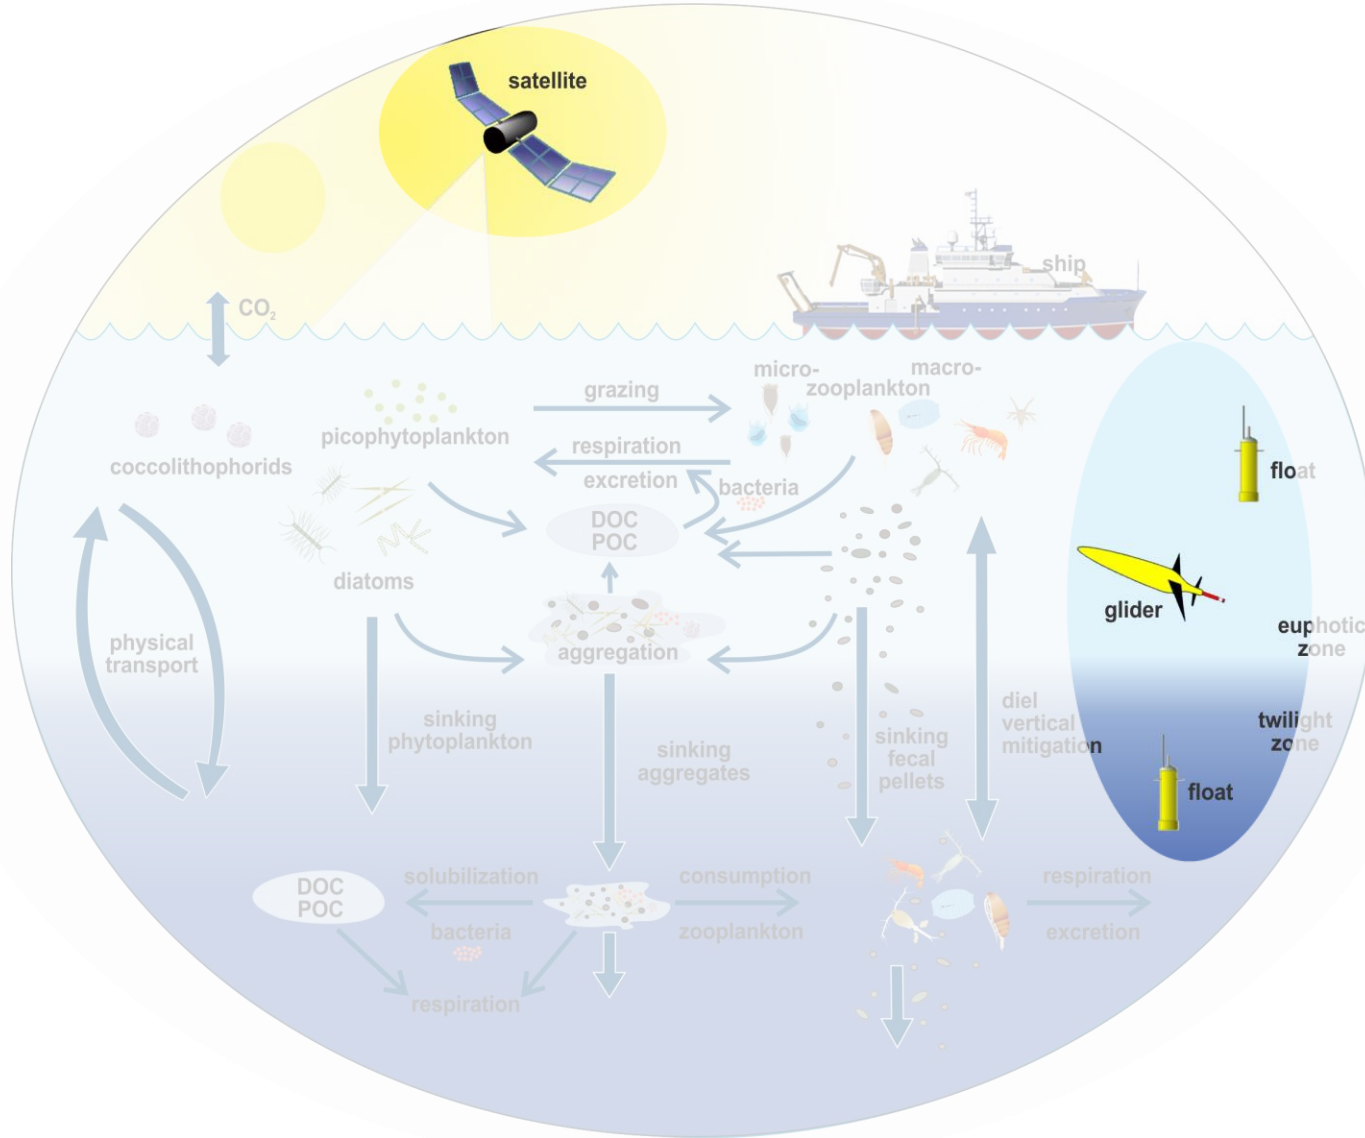 satellite
ship
CO₂
micro-
macro-
zooplankton
grazing
picophytoplankton
respiration
excretion
bacteria
coccolithophorids
float
DOC
POC
diatoms
glider
euphotic
zone
aggregation
physical
transport
sinking
phytoplankton
sinking
aggregates
sinking
fecal
pellets
diel
vertical
mitigation
twilight
zone
float
DOC
POC
solubilization
bacteria
consumption
zooplankton
respiration
excretion
respiration